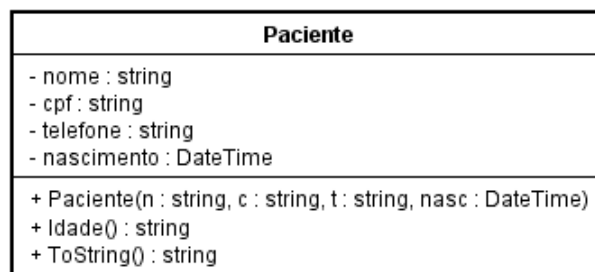 Paciente
- nome : string
- cpf : string
- telefone : string
- nascimento : DateTime
+ Paciente(n : string, c : string, t : string, nasc : DateTime)
+ Idade() : string
+ ToString() : string